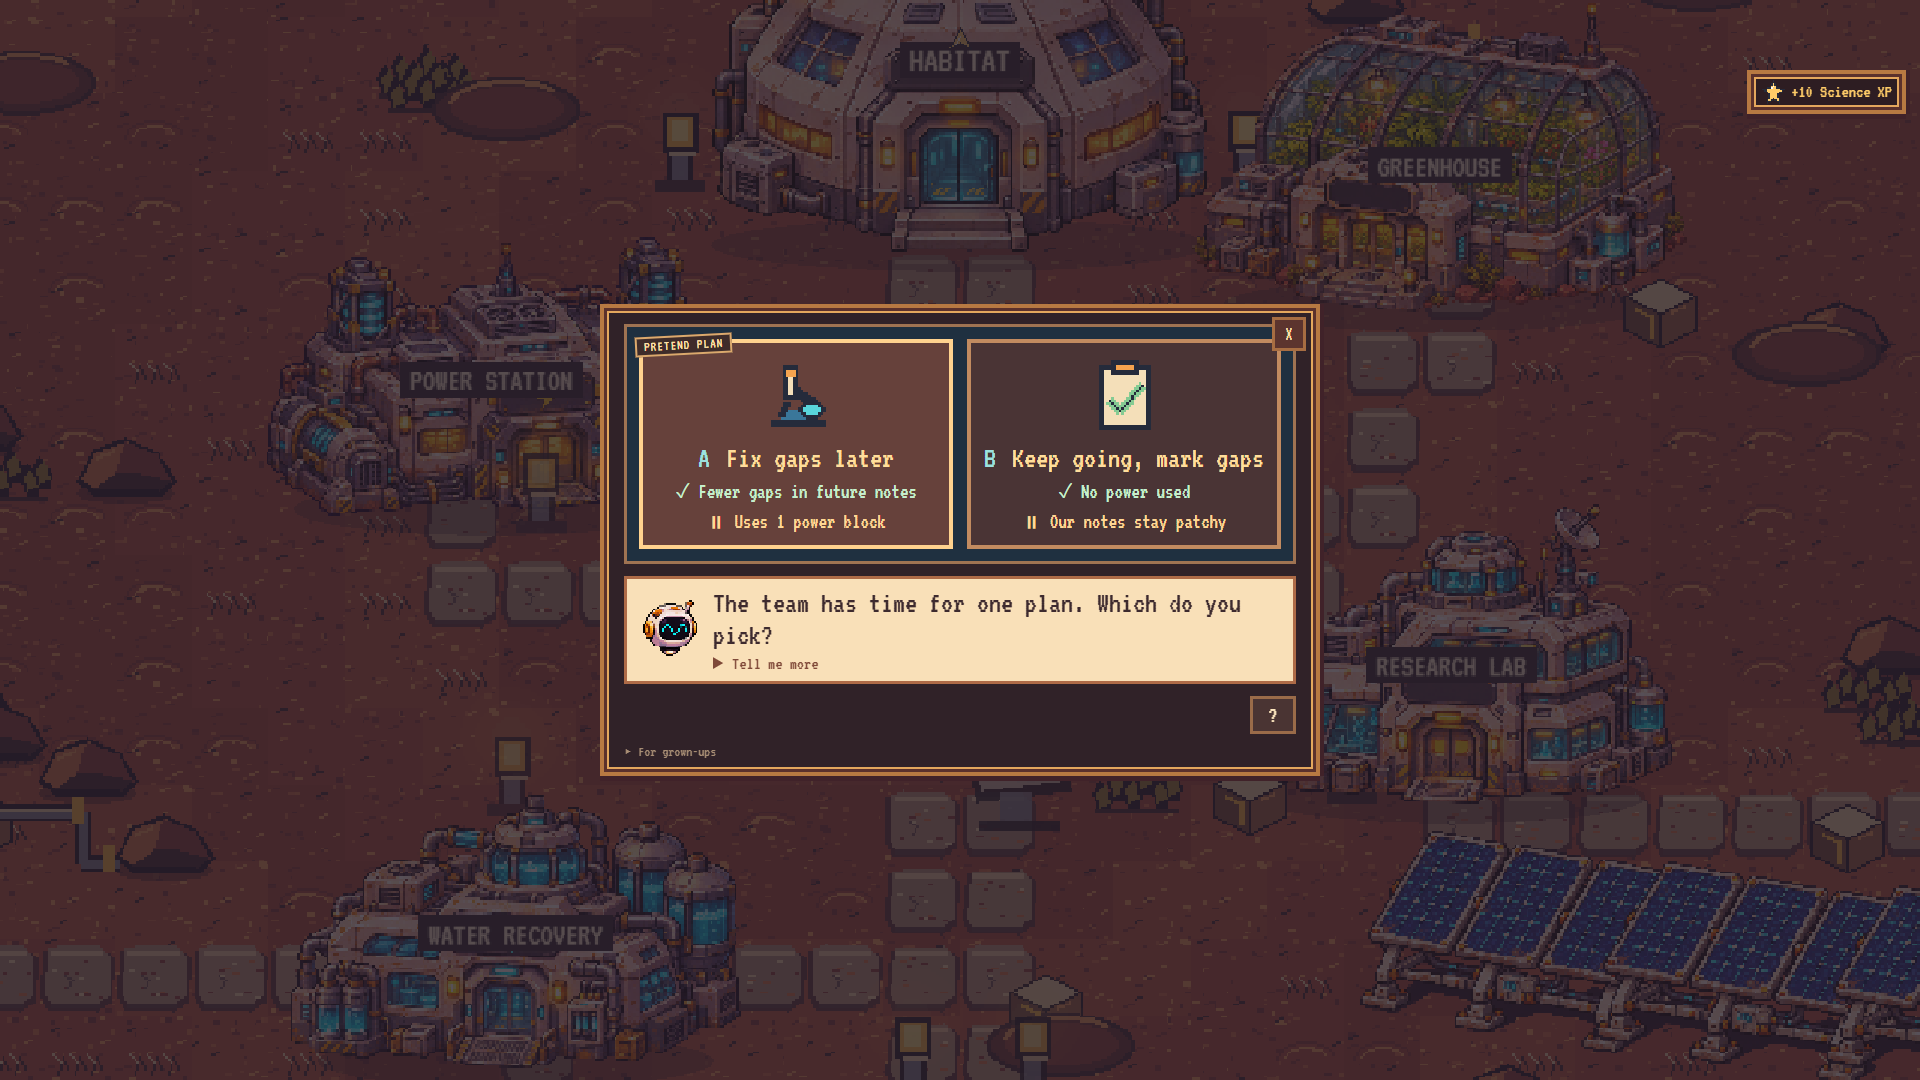 HABITAT
+10 Science XP
GREENHOUSE
POWER STATION
X
PRETEND PLAN
A Fix gaps later
✓ Fewer gaps in future notes
Uses 1 power block
B Keep going, mark gaps
✓ No power used
Our notes stay patchy
The team has time for one plan. Which do you
pick?
▶ Tell me more
RESEARCH LAB
?
▶ For grown-ups
WATER RECOVERY